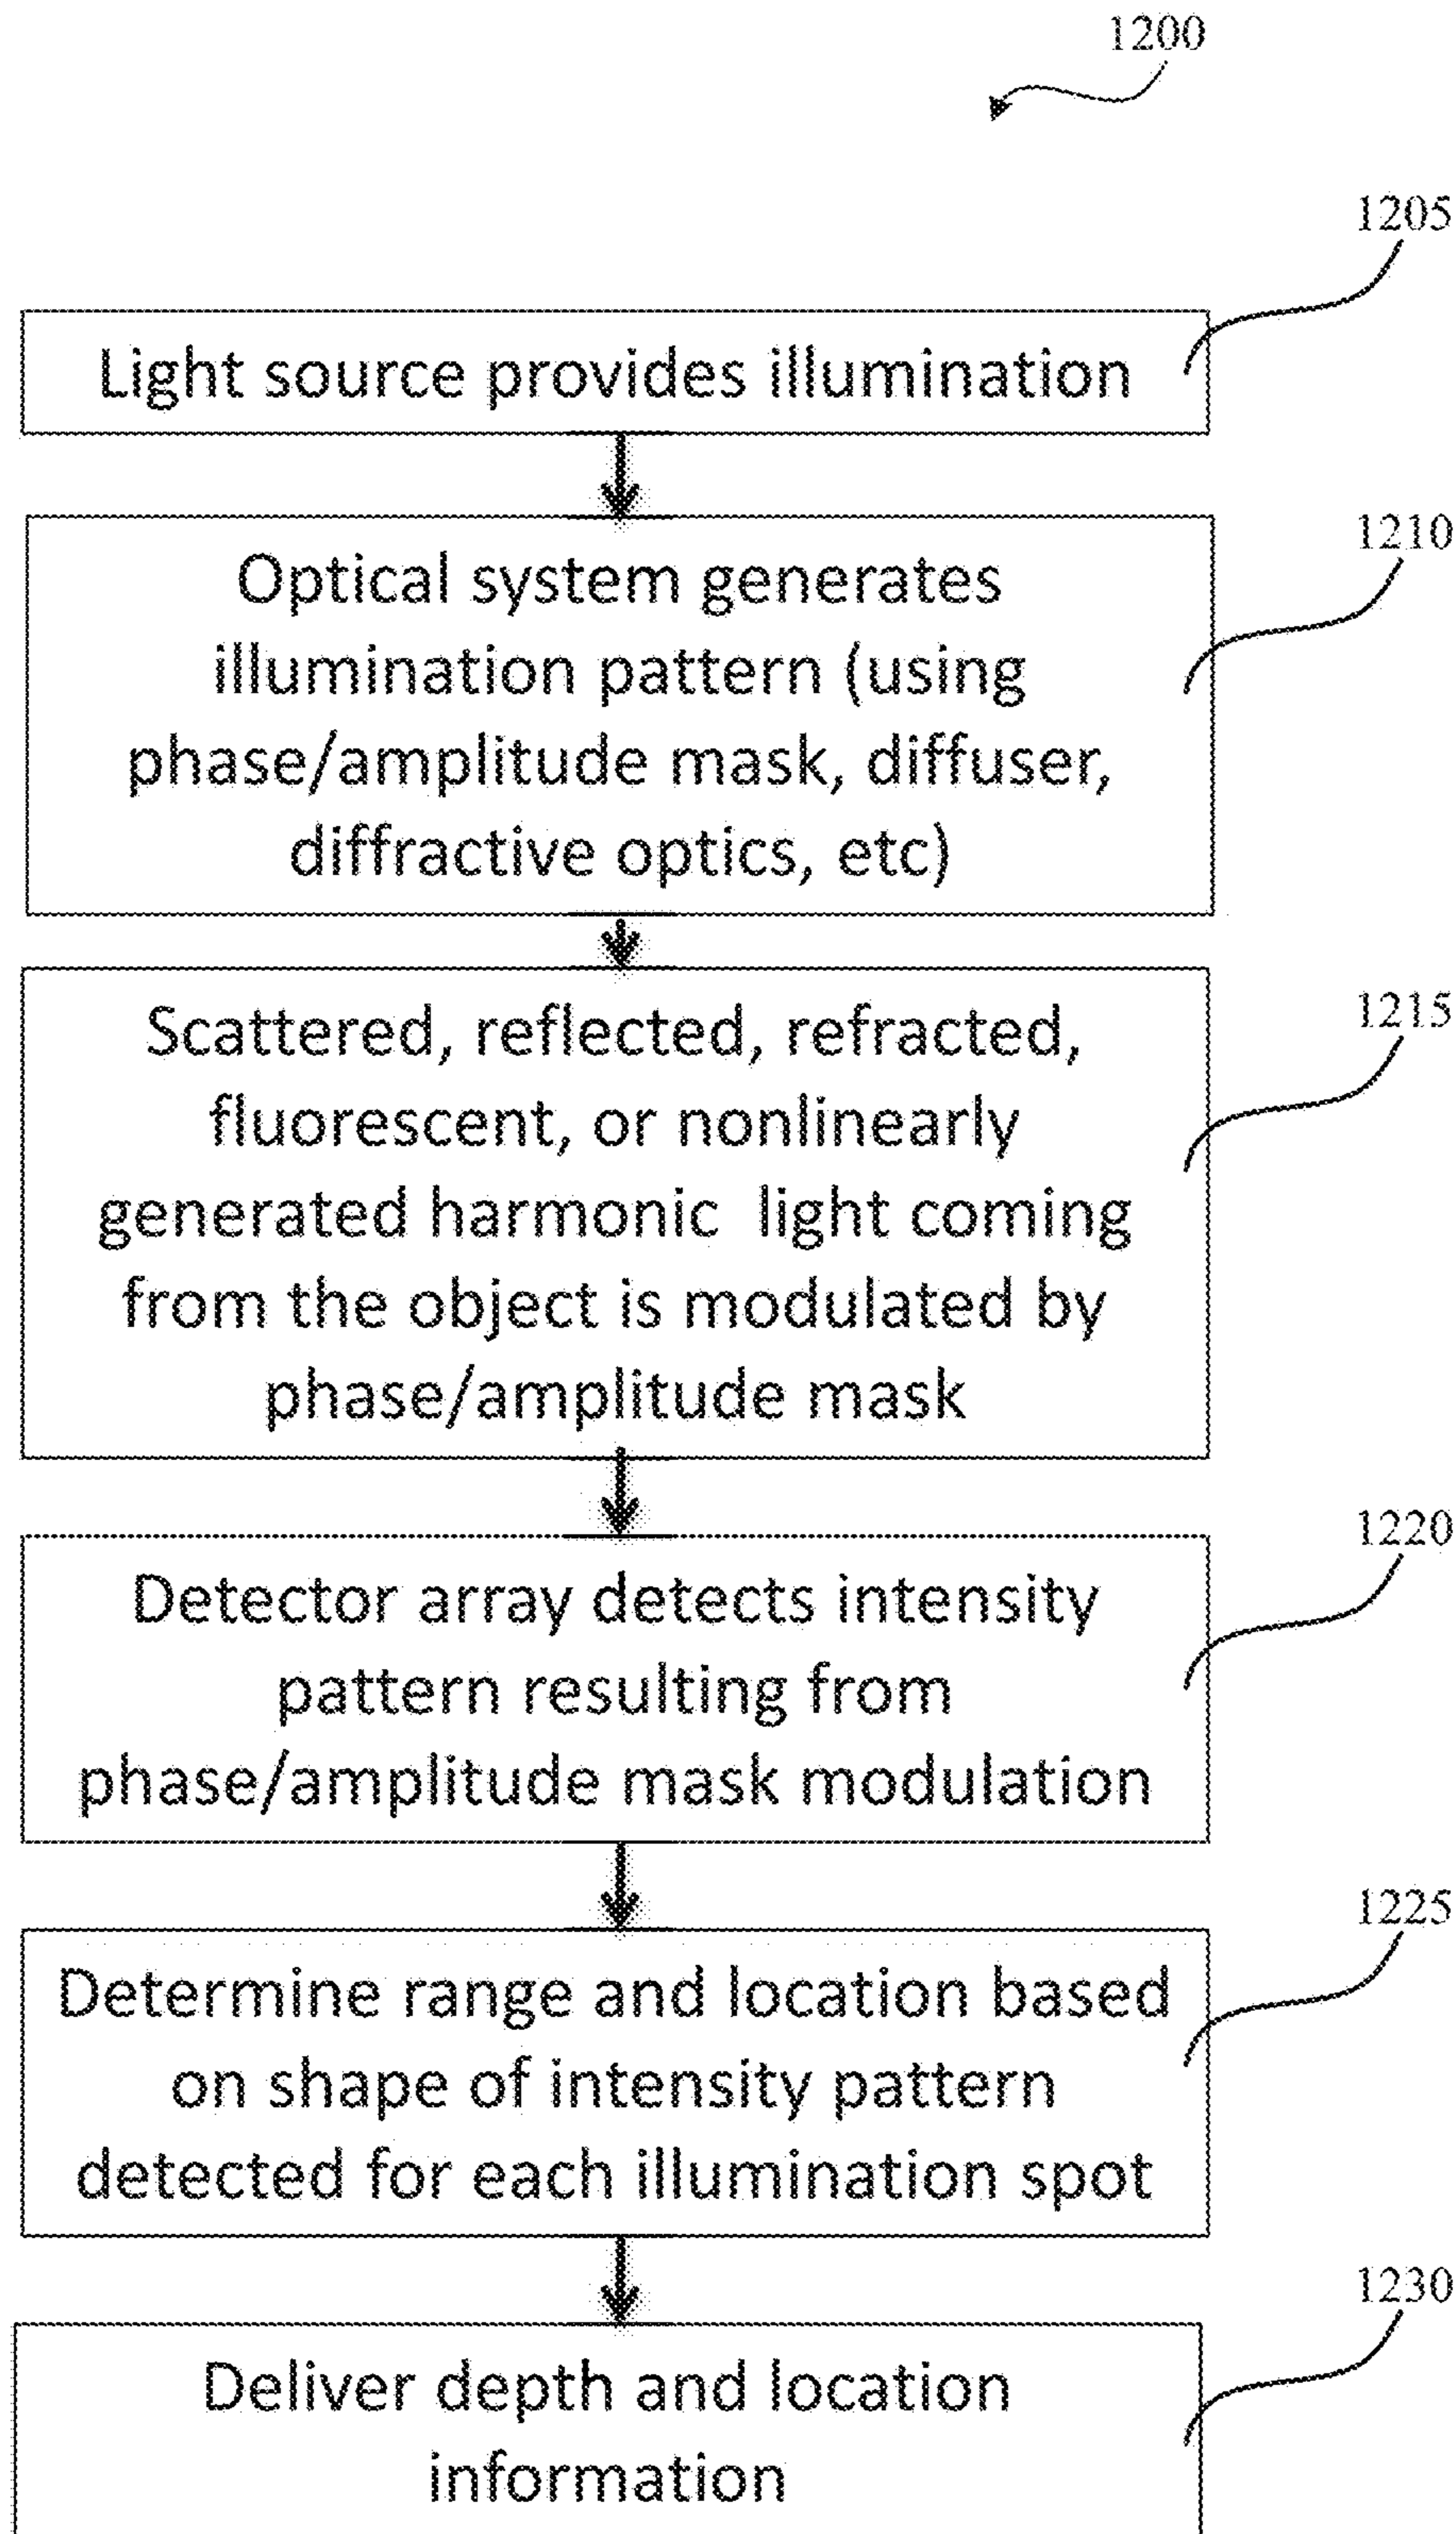 1200
1205
Light source provides illumination
1210
Optical system generates
illumination pattern (using
phase/amplitude mask, diffuser,
diffractive optics, etc)
1215
Scattered, reflected, refracted,
fluorescent, or nonlinearly
generated harmonic light coming
from the object is modulated by
phase/amplitude mask
1220
Detector array detects intensity
pattern resulting from
phase/amplitude mask modulation
1225
Determine range and location based
on shape of intensity pattern
detected for each illumination spot
1230
Deliver depth and location
information